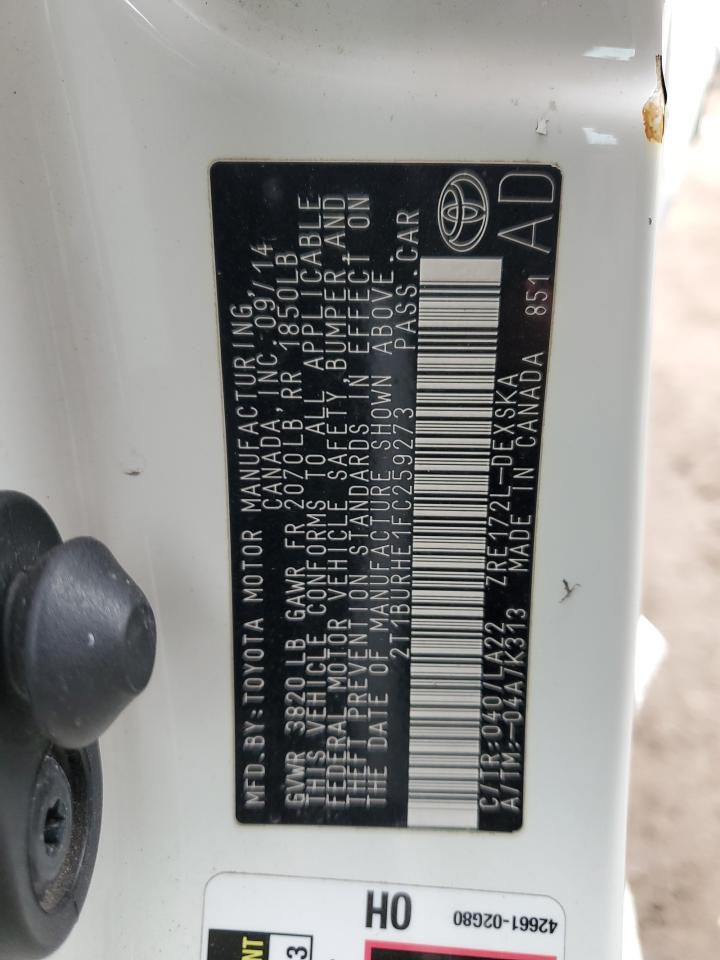 MFD. BY: TOYOTA MOTOR MANUFACTURING,
CANADA, INC. 09/14
GVWR 3820 LB GAWR FR 2070LB, RR 1850LB
THIS VEHICLE CONFORMS TO ALL APPLICABLE
FEDERAL MOTOR VEHICLE SAFETY, BUMPER, AND
THEFT PREVENTION STANDARDS IN EFFECT ON
THE DATE OF MANUFACTURE SHOWN ABOVE.
2T1BURHE1FC259273 PASS. CAR
C/TR: 040/LA22 ZRE172L-DEXSKA 851 AD
A/TM: -04A/K313 MADE IN CANADA
OH
42661-02G80
NT
3